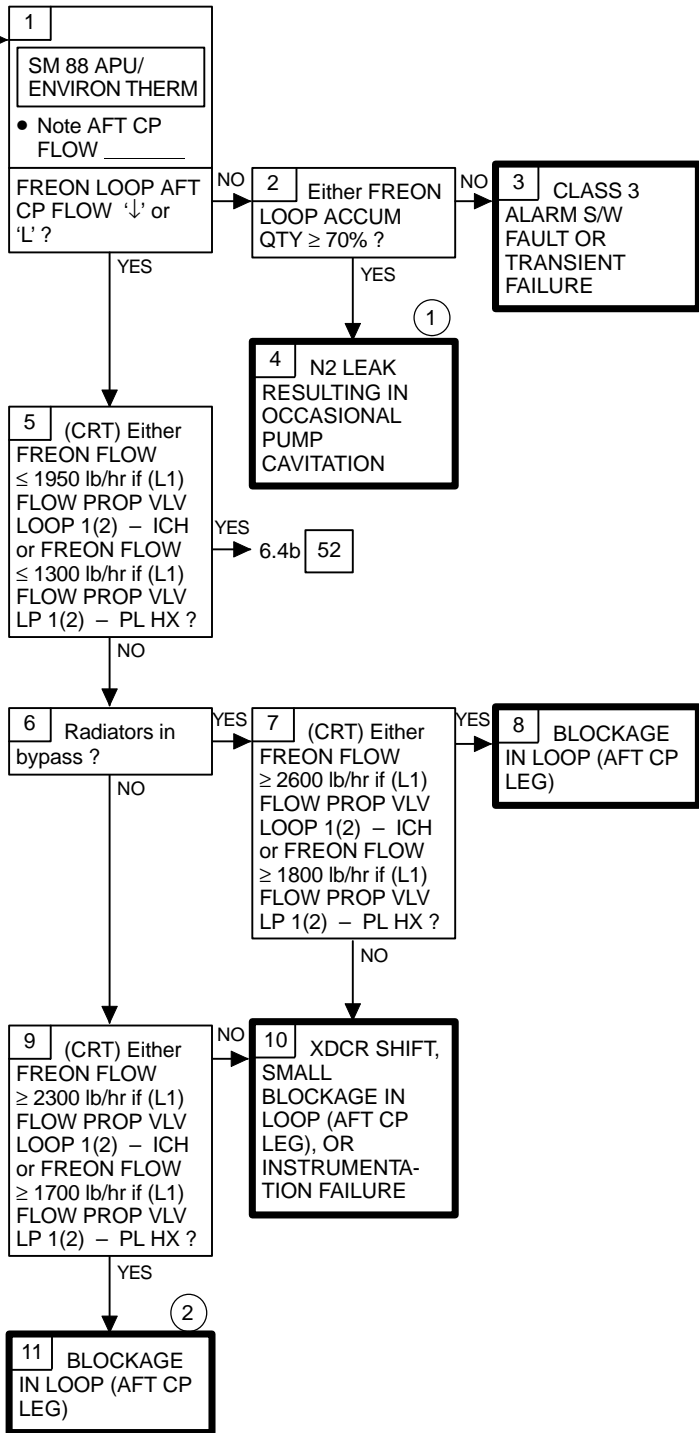 1
SM 88 APU/
ENVIRON THERM
• Note AFT CP
FLOW _______
FREON LOOP AFT
CP FLOW ‘↓’ or
‘L’ ?
NO
YES
2 Either FREON
LOOP ACCUM
QTY ≥ 70% ?
NO
YES
3 CLASS 3
ALARM S/W
FAULT OR
TRANSIENT
FAILURE
1
4 N2 LEAK
RESULTING IN
OCCASIONAL
PUMP
CAVITATION
5 (CRT) Either
FREON FLOW
≤ 1950 lb/hr if (L1)
FLOW PROP VLV
LOOP 1(2) – ICH
or FREON FLOW
≤ 1300 lb/hr if (L1)
FLOW PROP VLV
LP 1(2) – PL HX ?
YES
6.4b 52
NO
6 Radiators in
bypass ?
YES
NO
7 (CRT) Either
FREON FLOW
≥ 2600 lb/hr if (L1)
FLOW PROP VLV
LOOP 1(2) – ICH
or FREON FLOW
≥ 1800 lb/hr if (L1)
FLOW PROP VLV
LP 1(2) – PL HX ?
YES
NO
8 BLOCKAGE
IN LOOP (AFT CP
LEG)
9 (CRT) Either
FREON FLOW
≥ 2300 lb/hr if (L1)
FLOW PROP VLV
LOOP 1(2) – ICH
or FREON FLOW
≥ 1700 lb/hr if (L1)
FLOW PROP VLV
LP 1(2) – PL HX ?
NO
YES
10 XDCR SHIFT,
SMALL
BLOCKAGE IN
LOOP (AFT CP
LEG), OR
INSTRUMENTA-
TION FAILURE
2
11 BLOCKAGE
IN LOOP (AFT CP
LEG)